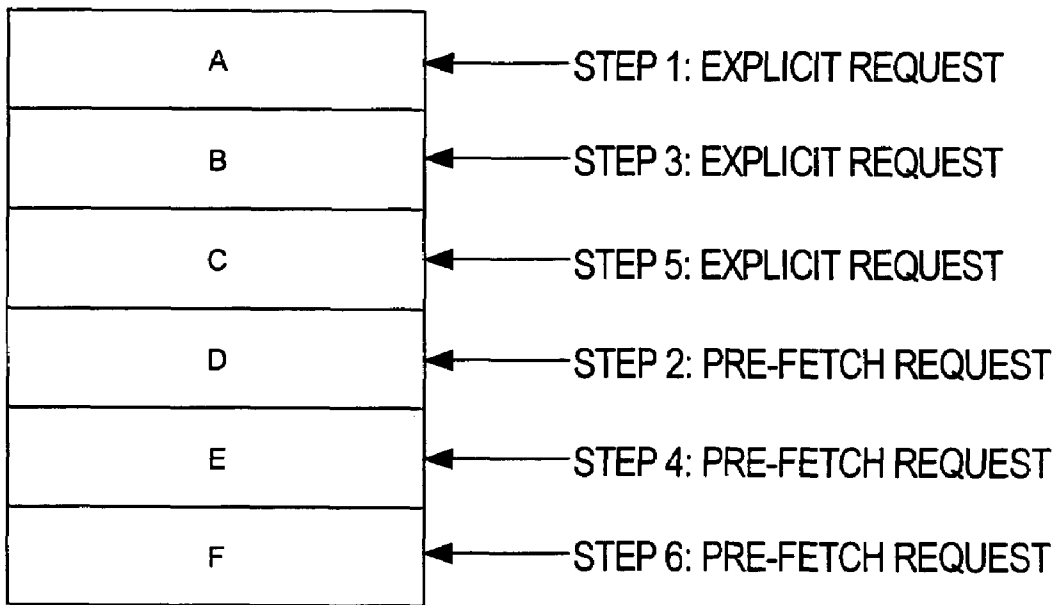 A
STEP 1: EXPLICIT REQUEST
B
STEP 3: EXPLICIT REQUEST
C
STEP 5: EXPLICIT REQUEST
D
STEP 2: PRE-FETCH REQUEST
E
STEP 4: PRE-FETCH REQUEST
F
STEP 6: PRE-FETCH REQUEST